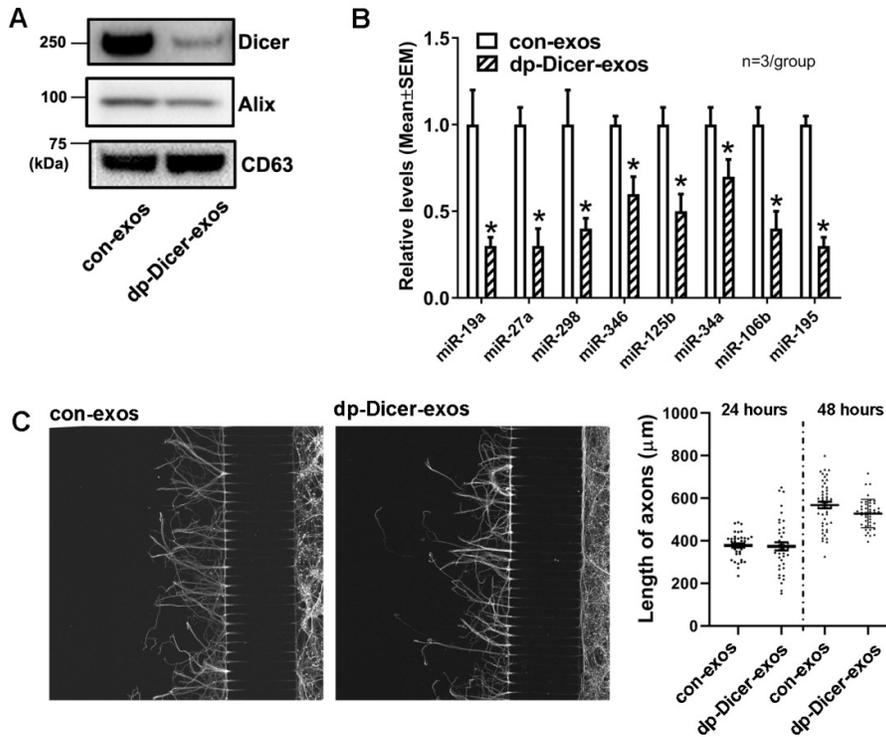 A
250
Dicer
100
Alix
75
(kDa)
CD63
con-exos
dp-Dicer-exos
B
Relative levels (Mean±SEM)
1.5
1.0
0.5
0.0
con-exos
dp-Dicer-exos
n=3/group
*
*
*
*
*
*
*
*
miR-19a
miR-27a
miR-298
miR-346
miR-125b
miR-34a
miR-106b
miR-195
C
con-exos
dp-Dicer-exos
Length of axons (µm)
1000
800
600
400
200
0
24 hours
48 hours
con-exos
dp-Dicer-exos
con-exos
dp-Dicer-exos